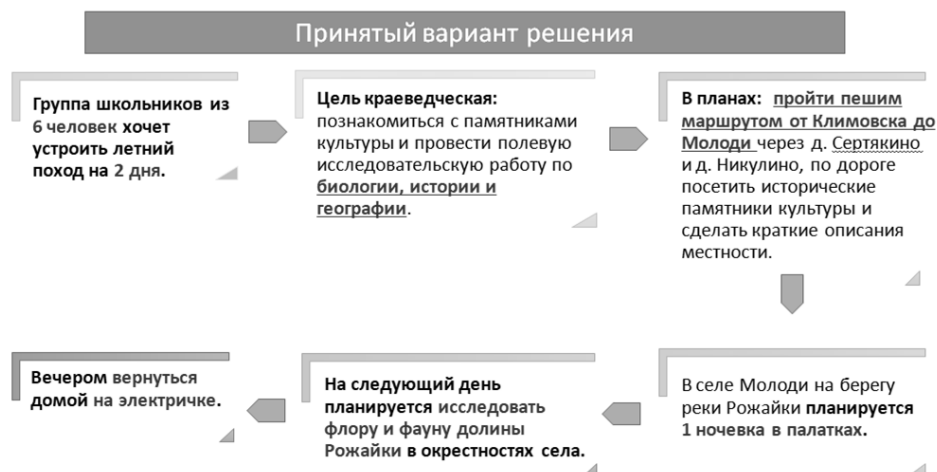 Принятый вариант решения
Группа школьников из
6 человек хочет
устроить летний
поход на 2 дня.
Цель краеведческая:
познакомиться с памятниками
культуры и провести полевую
исследовательскую работу по
биологии, истории и
географии.
В планах: пройти пешим
маршрутом от Климовска до
Молоди через д. Сертякино
и д. Никулино, по дороге
посетить исторические
памятники культуры и
сделать краткие описания
местности.
В селе Молоди на берегу
реки Рожайки планируется
1 ночевка в палатках.
На следующий день
планируется исследовать
флору и фауну долины
Рожайки в окрестностях села.
Вечером вернуться
домой на электричке.